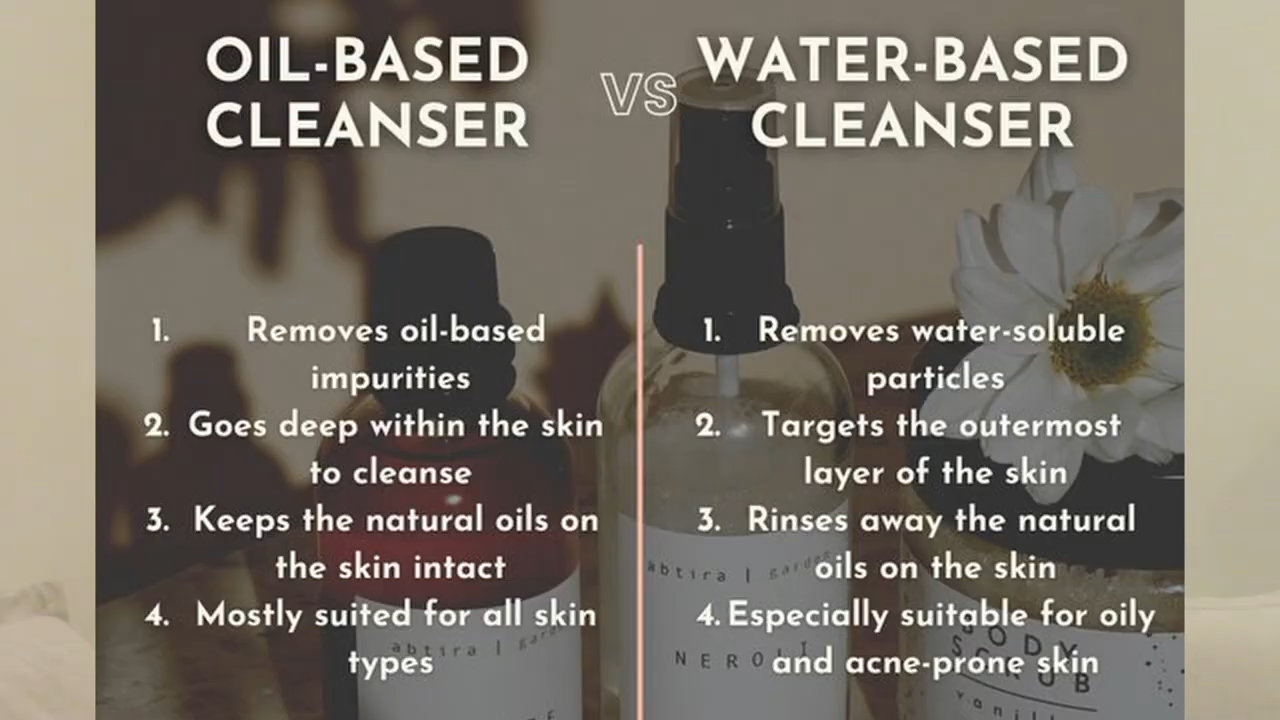 OIL-BASED
CLEANSER
VS
WATER-BASED
CLEANSER
1. Removes oil-based
impurities
2. Goes deep within the skin
to cleanse
3. Keeps the natural oils on
the skin intact
4. Mostly suited for all skin
types
1. Removes water-soluble
particles
2. Targets the outermost
layer of the skin
3. Rinses away the natural
oils on the skin
4. Especially suitable for oily
and acne-prone skin
abtira |
abtira | garden
NEROLI
BODY
SCRUB